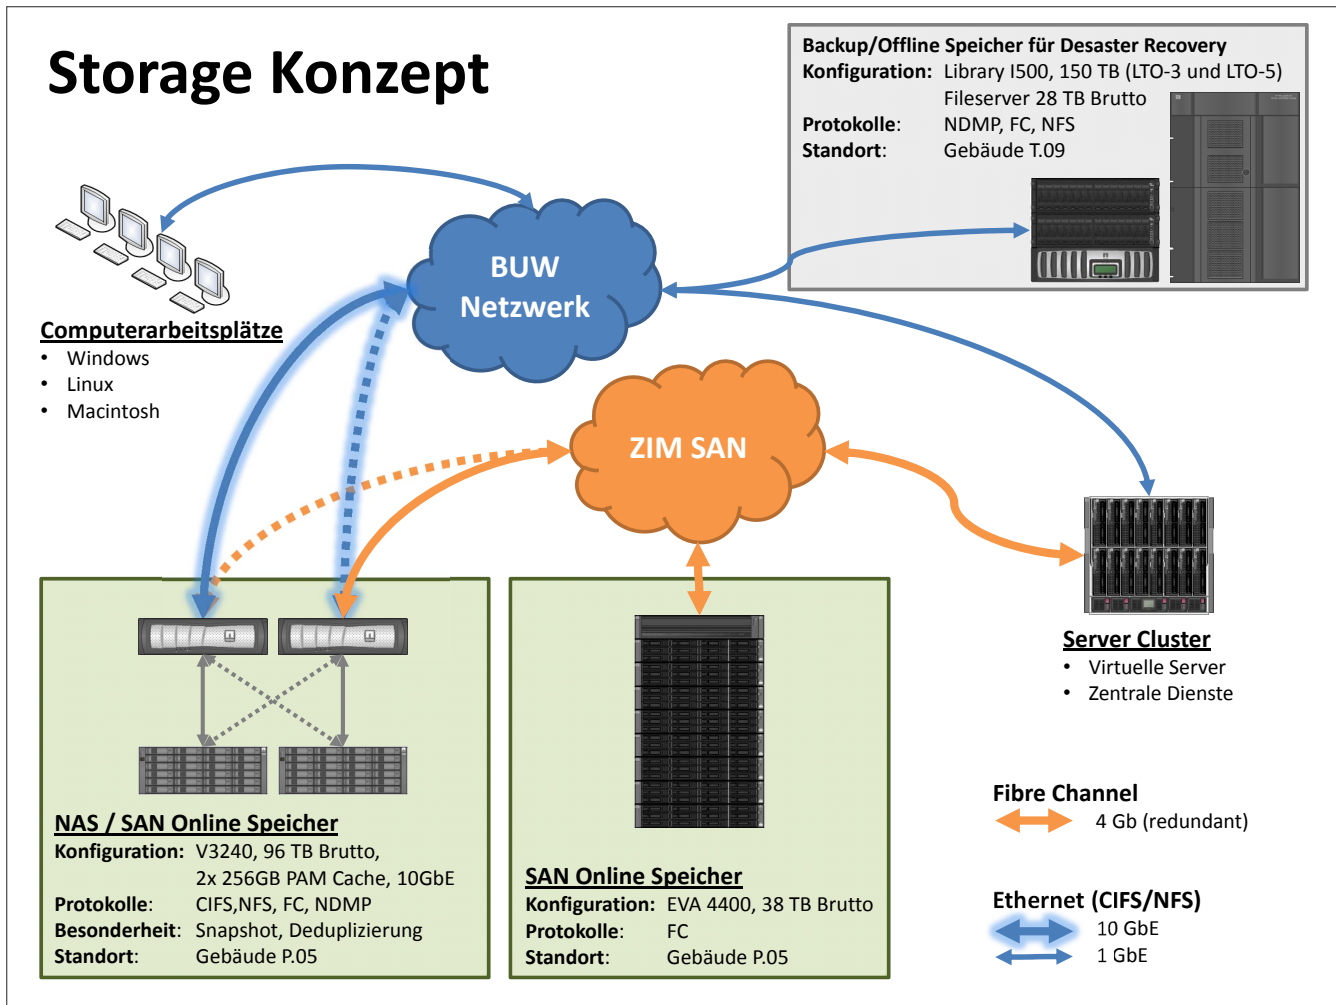 Storage Konzept
Backup/Offline Speicher für Desaster Recovery
Konfiguration: Library I500, 150 TB (LTO-3 und LTO-5)
Fileserver 28 TB Brutto
Protokolle: NDMP, FC, NFS
Standort: Gebäude T.09
BUW
Netzwerk
Computerarbeitsplätze
• Windows
• Linux
• Macintosh
ZIM SAN
Server Cluster
• Virtuelle Server
• Zentrale Dienste
NAS / SAN Online Speicher
Konfiguration: V3240, 96 TB Brutto,
2x 256GB PAM Cache, 10GbE
Protokolle: CIFS,NFS, FC, NDMP
Besonderheit: Snapshot, Deduplizierung
Standort: Gebäude P.05
SAN Online Speicher
Konfiguration: EVA 4400, 38 TB Brutto
Protokolle: FC
Standort: Gebäude P.05
Fibre Channel
4 Gb (redundant)
Ethernet (CIFS/NFS)
10 GbE
1 GbE